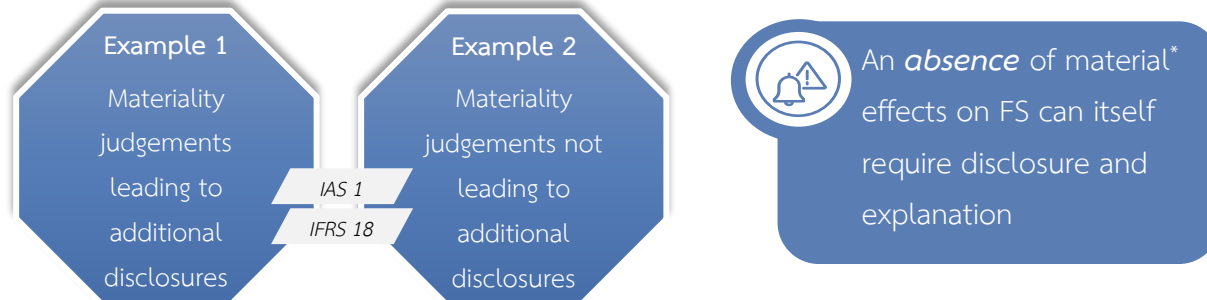 Example 1
Materiality
judgements
leading to
additional
disclosures
IAS 1
IFRS 18
Example 2
Materiality
judgements not
leading to
additional
disclosures
An absence of material*
effects on FS can itself
require disclosure and
explanation